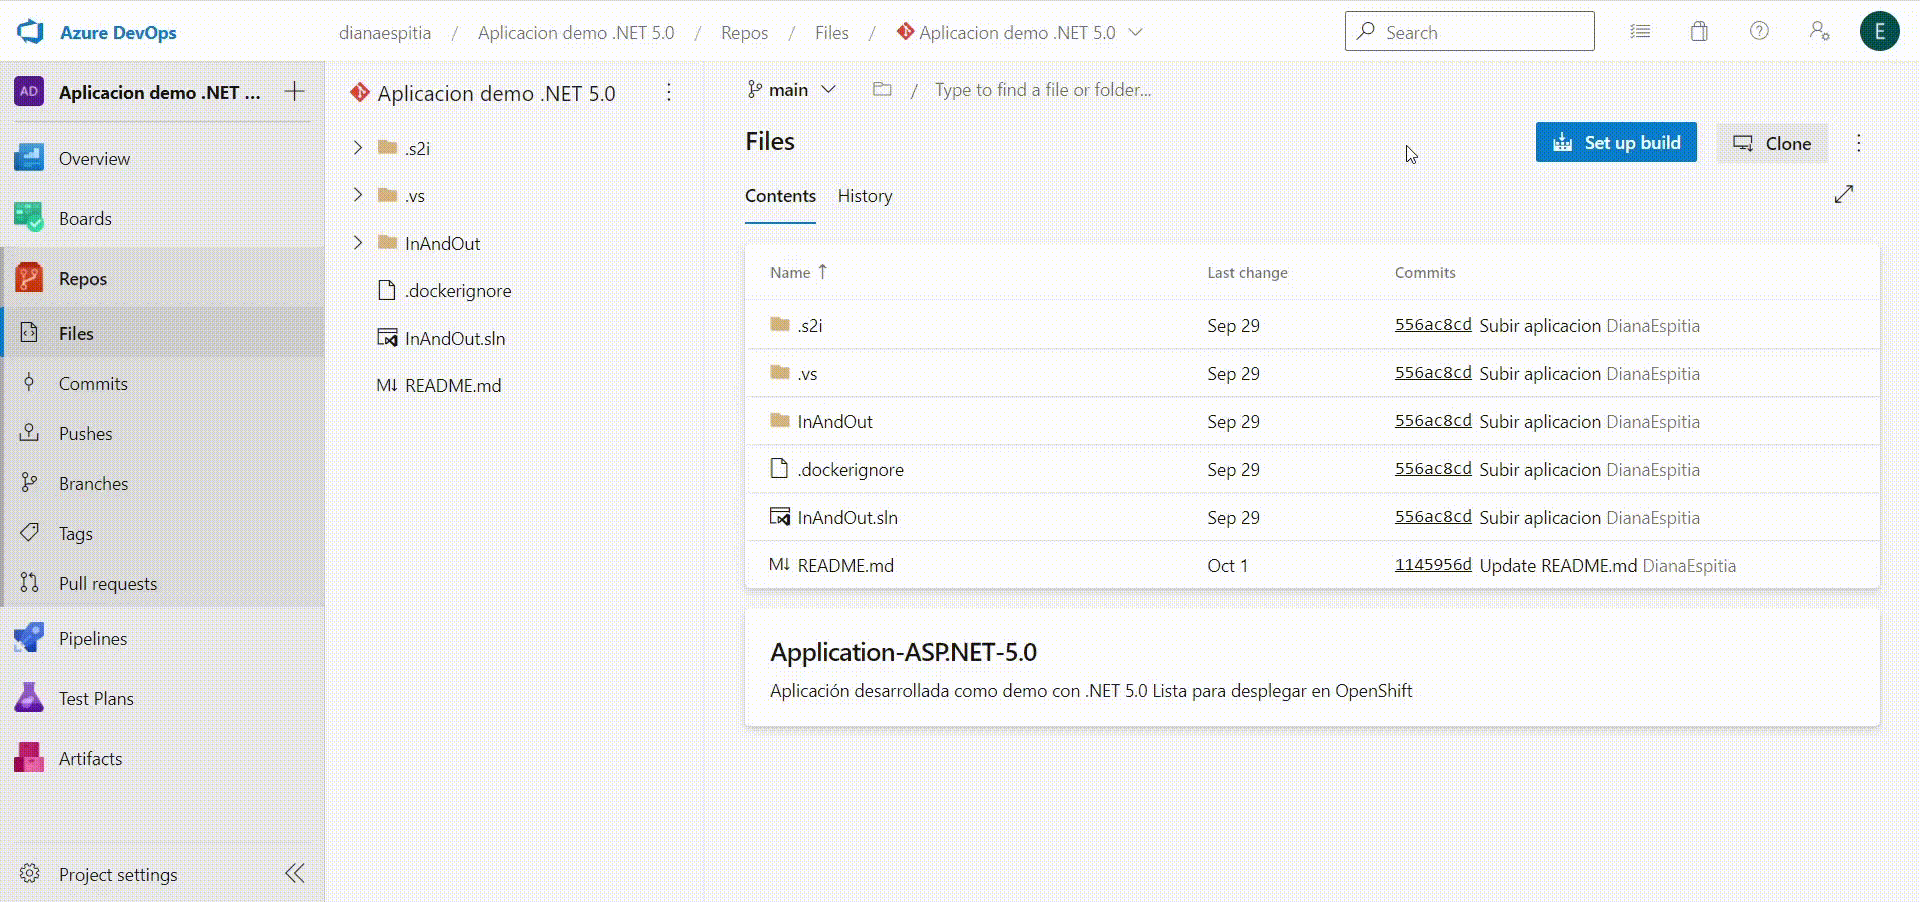 Azure DevOps
dianaespitia / Aplicacion demo .NET 5.0 / Repos / Files / Aplicacion demo .NET 5.0
Search
E
AD Aplicacion demo .NET ...
Overview
Boards
Repos
Files
Commits
Pushes
Branches
Tags
Pull requests
Pipelines
Test Plans
Artifacts
Project settings
Aplicacion demo .NET 5.0
.s2i
.vs
InAndOut
.dockerignore
InAndOut.sln
M↓ README.md
main / Type to find a file or folder...
Files
Set up build
Clone
Contents History
Name ↑ Last change Commits
.s2i Sep 29 556ac8cd Subir aplicacion DianaEspitia
.vs Sep 29 556ac8cd Subir aplicacion DianaEspitia
InAndOut Sep 29 556ac8cd Subir aplicacion DianaEspitia
.dockerignore Sep 29 556ac8cd Subir aplicacion DianaEspitia
InAndOut.sln Sep 29 556ac8cd Subir aplicacion DianaEspitia
M↓ README.md Oct 1 1145956d Update README.md DianaEspitia
Application-ASP.NET-5.0
Aplicación desarrollada como demo con .NET 5.0 Lista para desplegar en OpenShift